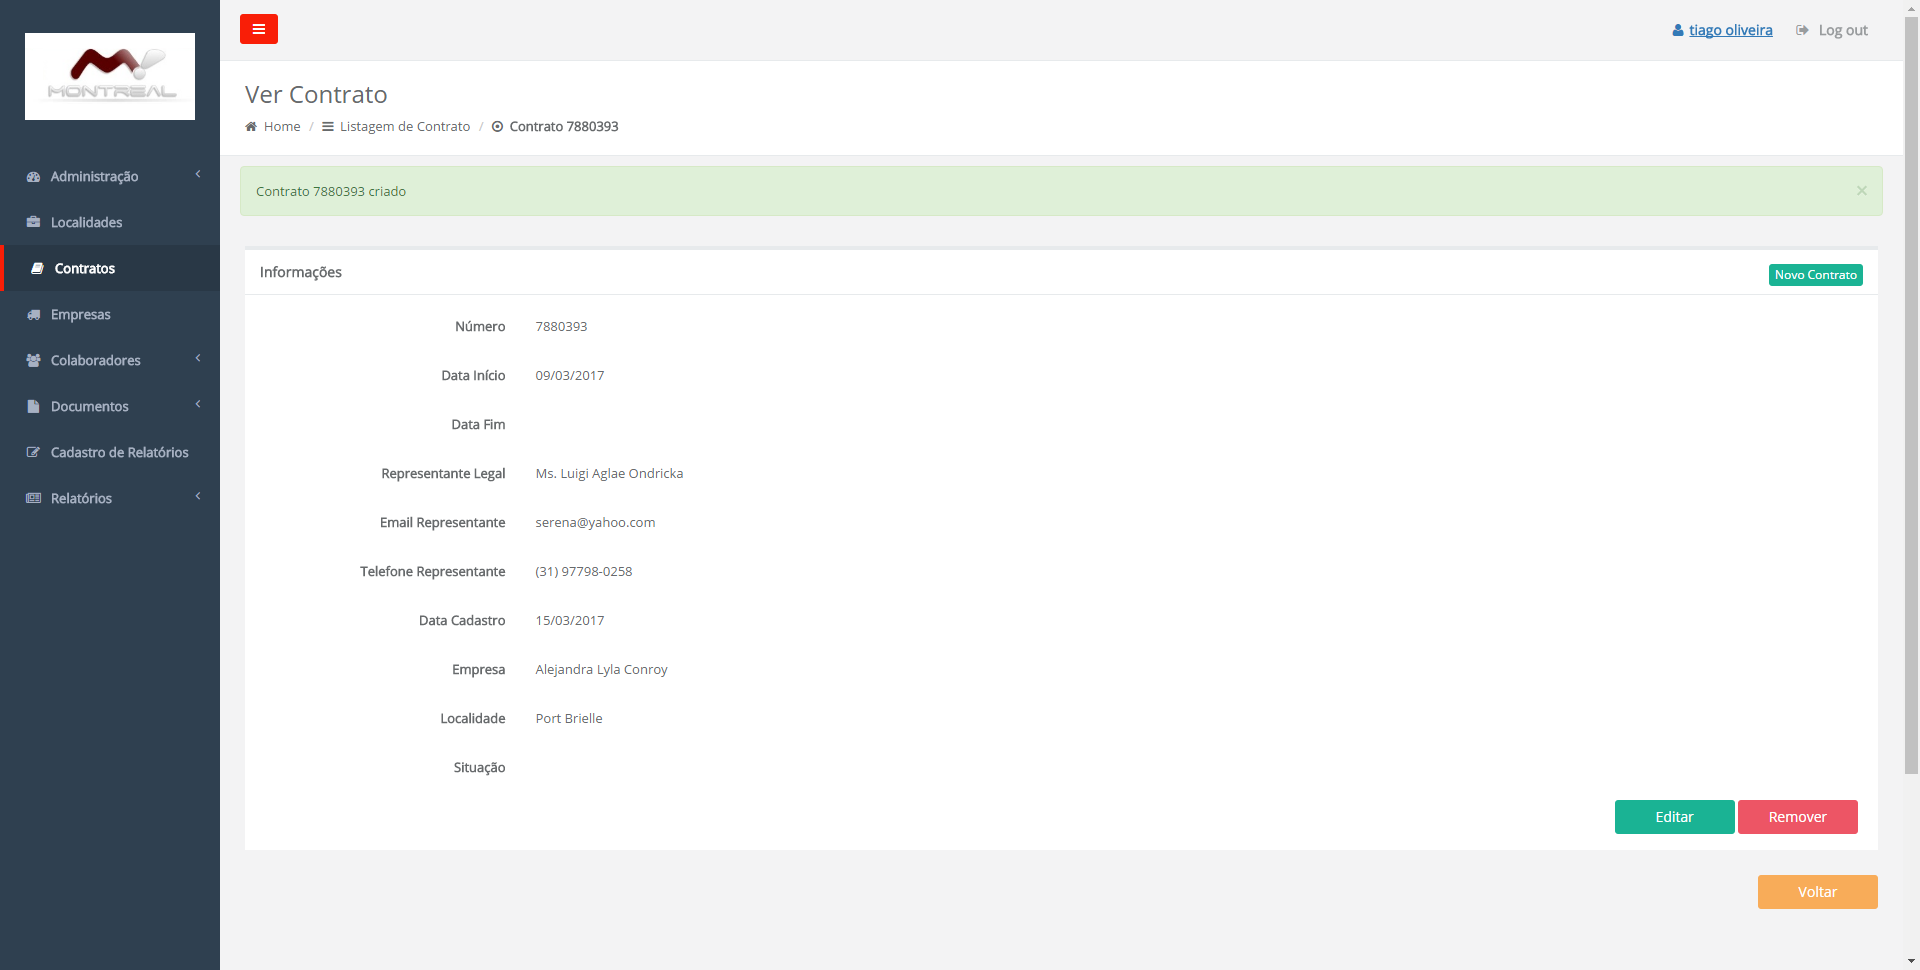 MONTREAL
tiago oliveira
Log out
Ver Contrato
Home / Listagem de Contrato / Contrato 7880393
Administração
Localidades
Contratos
Empresas
Colaboradores
Documentos
Cadastro de Relatórios
Relatórios
Contrato 7880393 criado
×
Informações
Novo Contrato
Número 7880393
Data Início 09/03/2017
Data Fim
Representante Legal Ms. Luigi Aglae Ondricka
Email Representante serena@yahoo.com
Telefone Representante (31) 97798-0258
Data Cadastro 15/03/2017
Empresa Alejandra Lyla Conroy
Localidade Port Brielle
Situação
Editar Remover
Voltar